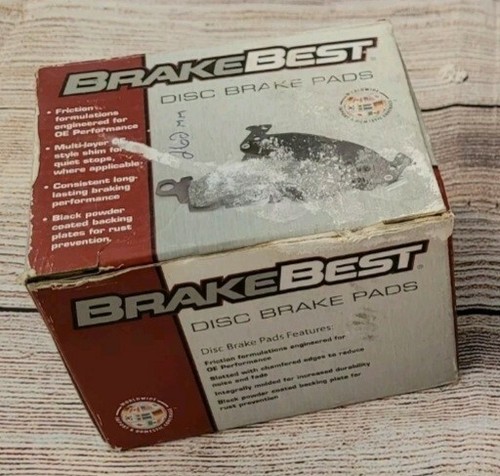 BRAKEBEST
DISC BRAKE PADS
• Friction
formulations
engineered for
OE Performance
• Multi-layer OE
style shim for
quiet stops,
where applicable
• Consistent long-
lasting braking
performance
• Black powder
coated backing
plates for rust
prevention.
BRAKEBEST®
DISC BRAKE PADS
Disc Brake Pads Features:
Friction formulations engineered for
OE Performance
Slotted with chamfered edges to reduce
noise and fade
Integrally molded for increased durability
Black powder coated backing plate for
rust prevention
WORLDWIDE